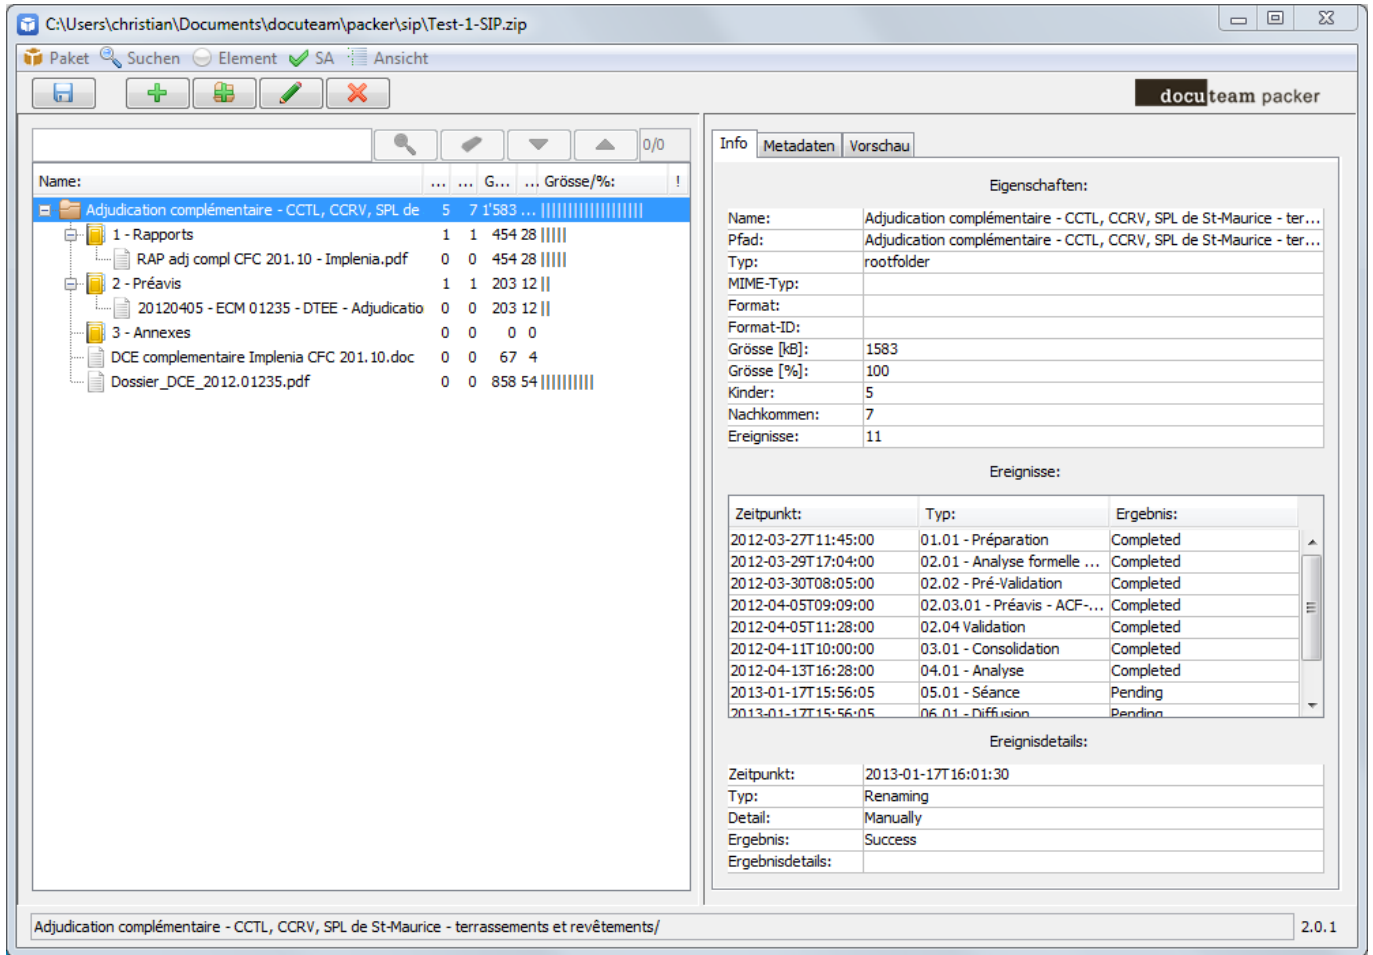 C:\Users\christian\Documents\docuteam\packer\sip\Test-1-SIP.zip
Paket Suchen Element SA Ansicht
docuteam packer
0/0
Name: ... ... G... ... Grösse/%: !
Adjudication complémentaire - CCTL, CCRV, SPL de 5 7 1'583 ...
1 - Rapports 1 1 454 28
RAP adj compl CFC 201.10 - Implenia.pdf 0 0 454 28
2 - Préavis 1 1 203 12
20120405 - ECM 01235 - DTEE - Adjudicatio 0 0 203 12
3 - Annexes 0 0 0 0
DCE complementaire Implenia CFC 201.10.doc 0 0 67 4
Dossier_DCE_2012.01235.pdf 0 0 858 54
Info Metadaten Vorschau
Eigenschaften:
Name: Adjudication complémentaire - CCTL, CCRV, SPL de St-Maurice - ter...
Pfad: Adjudication complémentaire - CCTL, CCRV, SPL de St-Maurice - ter...
Typ: rootfolder
MIME-Typ:
Format:
Format-ID:
Grösse [kB]: 1583
Grösse [%]: 100
Kinder: 5
Nachkommen: 7
Ereignisse: 11
Ereignisse:
Zeitpunkt: Typ: Ergebnis:
2012-03-27T11:45:00 01.01 - Préparation Completed
2012-03-29T17:04:00 02.01 - Analyse formelle ... Completed
2012-03-30T08:05:00 02.02 - Pré-Validation Completed
2012-04-05T09:09:00 02.03.01 - Préavis - ACF-... Completed
2012-04-05T11:28:00 02.04 Validation Completed
2012-04-11T10:00:00 03.01 - Consolidation Completed
2012-04-13T16:28:00 04.01 - Analyse Completed
2013-01-17T15:56:05 05.01 - Séance Pending
2013-01-17T15:56:05 06.01 - Diffusion Pending
Ereignisdetails:
Zeitpunkt: 2013-01-17T16:01:30
Typ: Renaming
Detail: Manually
Ergebnis: Success
Ergebnisdetails:
Adjudication complémentaire - CCTL, CCRV, SPL de St-Maurice - terrassements et revêtements/ 2.0.1